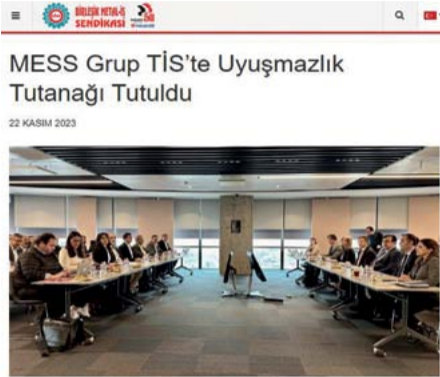 BİRLEŞİK METAL-İŞ
SENDİKASI
MESS Grup TİS’te Uyuşmazlık
Tutanağı Tutuldu
22 KASIM 2023